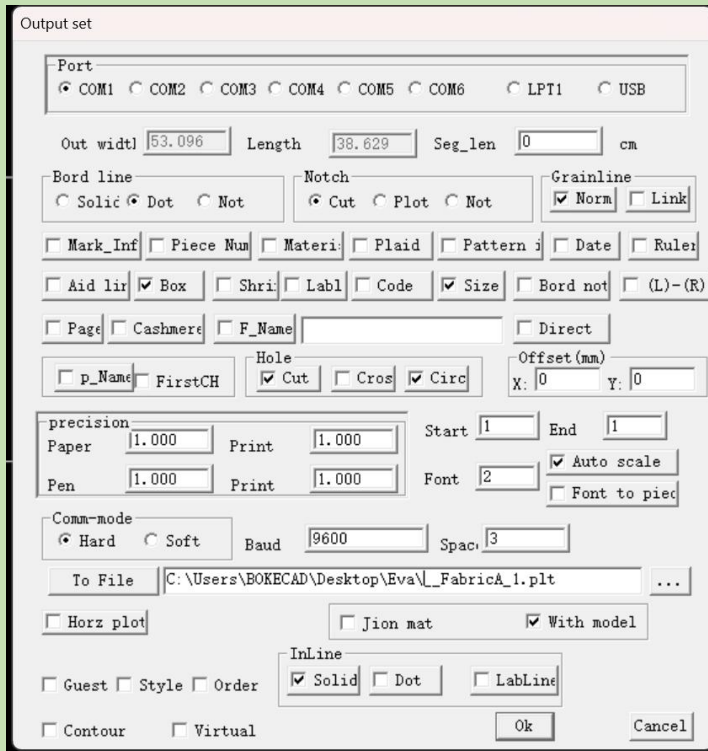 Output set
Port
COM1 COM2 COM3 COM4 COM5 COM6 LPT1 USB
Out widtl 53.096 Length 38.629 Seg_len 0 cm
Bord line Notch Grainline
Solid Dot Not Cut Plot Not Norm Link
Mark_Inf Piece Num Materi Plaid Pattern i Date Ruler
Aid lin Box Shri Labl Code Size Bord not (L)-(R)
Page Cashmere F_Name Direct
p_Name FirstCH Hole Cut Cros Circ Offset(mm) X: 0 Y: 0
precision
Paper 1.000 Print 1.000 Start 1 End 1
Pen 1.000 Print 1.000 Font 2 Auto scale
Font to piec
Comm-mode
Hard Soft Baud 9600 Spac 3
To File C:\Users\BOKECAD\Desktop\Eva\__FabricA_1.plt ...
Horz plot Jion mat With model
InLine
Guest Style Order Solid Dot LabLine
Contour Virtual Ok Cancel